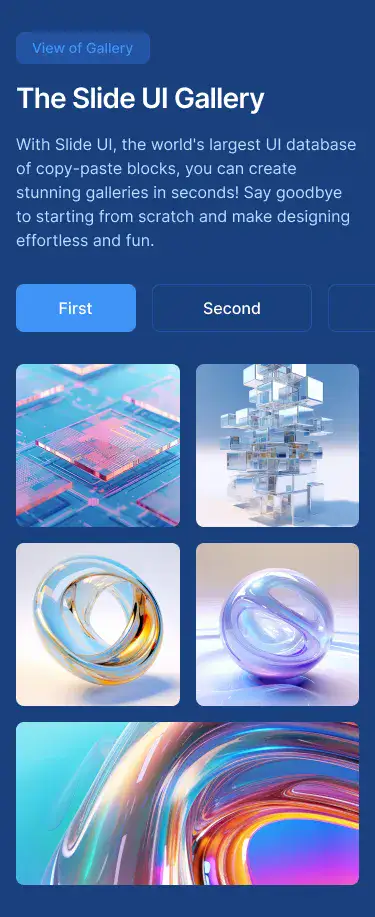 View of Gallery
The Slide UI Gallery
With Slide UI, the world's largest UI database
of copy-paste blocks, you can create
stunning galleries in seconds! Say goodbye
to starting from scratch and make designing
effortless and fun.
First
Second